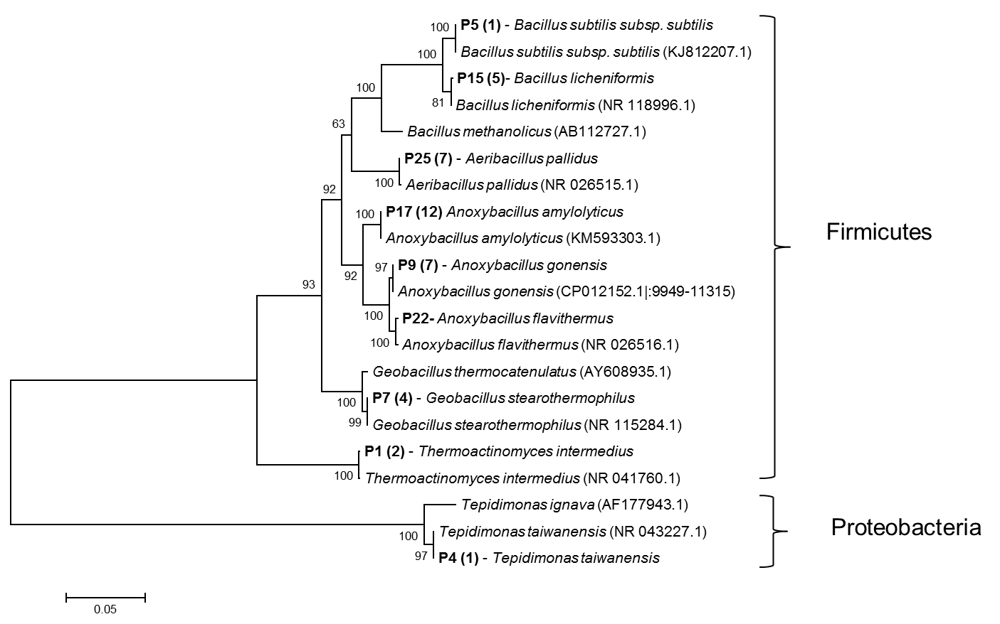 100
P5 (1) - Bacillus subtilis subsp. subtilis
100
Bacillus subtilis subsp. subtilis (KJ812207.1)
P15 (5)- Bacillus licheniformis
100
81
Bacillus licheniformis (NR 118996.1)
63
Bacillus methanolicus (AB112727.1)
P25 (7) - Aeribacillus pallidus
100
Aeribacillus pallidus (NR 026515.1)
92
100
P17 (12) Anoxybacillus amylolyticus
Firmicutes
Anoxybacillus amylolyticus (KM593303.1)
97
P9 (7) - Anoxybacillus gonensis
92
93
Anoxybacillus gonensis (CP012152.1|:9949-11315)
100
P22- Anoxybacillus flavithermus
100
Anoxybacillus flavithermus (NR 026516.1)
Geobacillus thermocatenulatus (AY608935.1)
100
P7 (4) - Geobacillus stearothermophilus
99
Geobacillus stearothermophilus (NR 115284.1)
P1 (2) - Thermoactinomyces intermedius
100
Thermoactinomyces intermedius (NR 041760.1)
Tepidimonas ignava (AF177943.1)
100
Tepidimonas taiwanensis (NR 043227.1)
Proteobacteria
97
P4 (1) - Tepidimonas taiwanensis
0.05